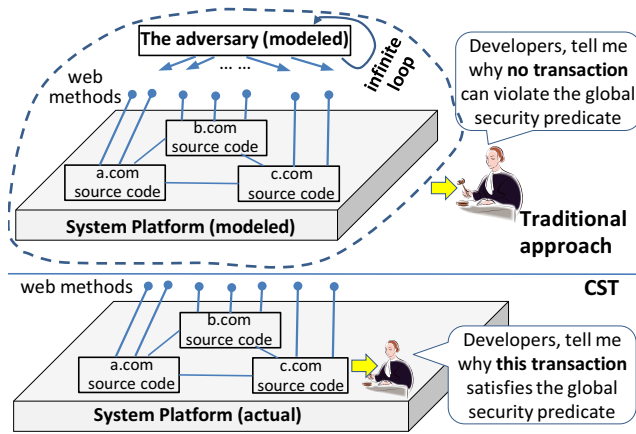 The adversary (modeled)
... ...
infinite
loop
web
methods
b.com
source code
a.com
source code
c.com
source code
System Platform (modeled)
Developers, tell me
why no transaction
can violate the global
security predicate
Traditional
approach
CST
web methods
b.com
source code
a.com
source code
c.com
source code
System Platform (actual)
Developers, tell me
why this transaction
satisfies the global
security predicate